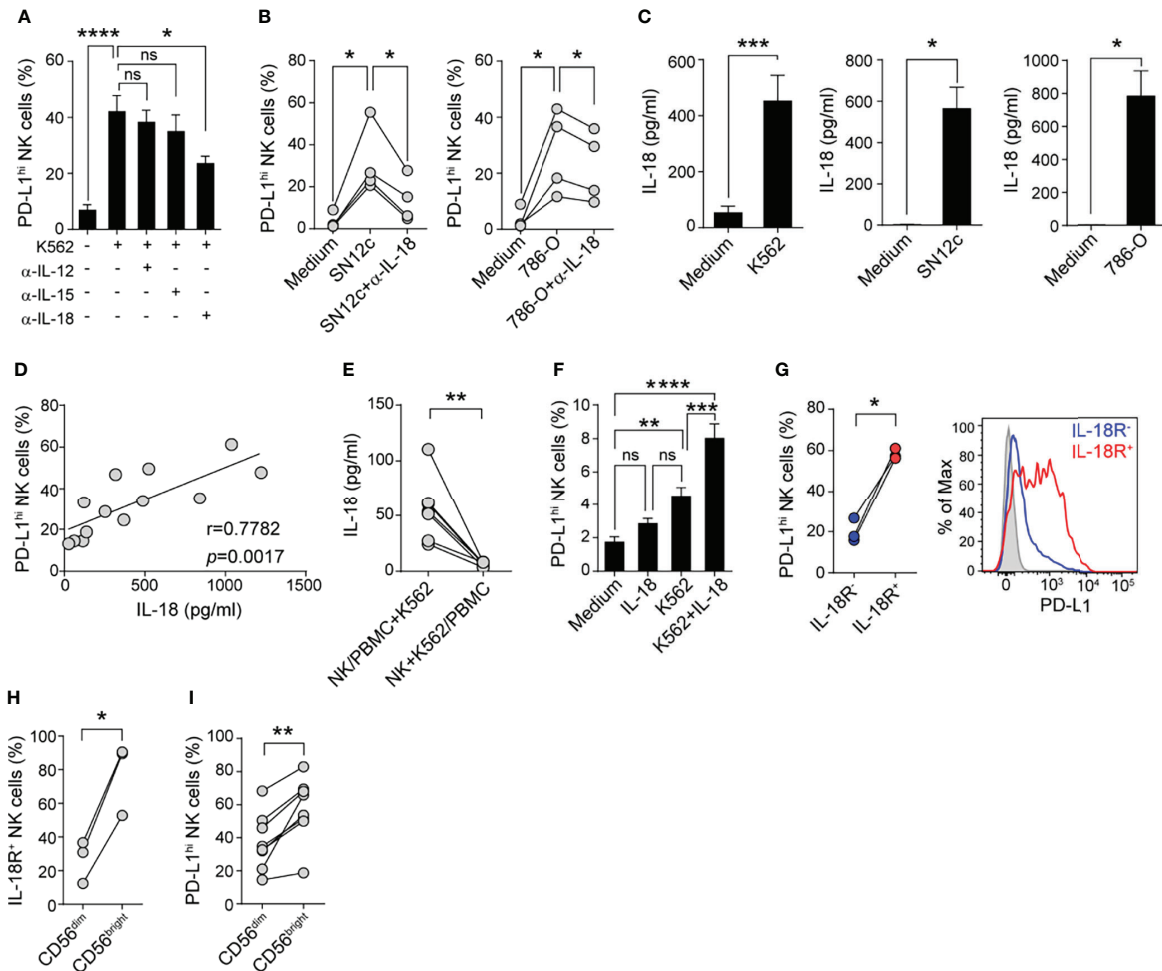 A
PD-L1hi NK cells (%)
80
60
40
20
0
****
ns
ns
*
K562 - + + + +
α-IL-12 - - + - -
α-IL-15 - - - + -
α-IL-18 - - - - +
B
PD-L1hi NK cells (%)
80
60
40
20
0
* *
Medium
SN12c
SN12c+α-IL-18
PD-L1hi NK cells (%)
60
40
20
0
* *
Medium
786-O
786-O+α-IL-18
C
IL-18 (pg/ml)
600
400
200
0
***
Medium
K562
IL-18 (pg/ml)
800
600
400
200
0
*
Medium
SN12c
IL-18 (pg/ml)
1000
800
600
400
200
0
*
Medium
786-O
D
PD-L1hi NK cells (%)
80
60
40
20
0
r=0.7782
p=0.0017
0 500 1000 1500
IL-18 (pg/ml)
E
IL-18 (pg/ml)
150
100
50
0
**
NK/PBMC+K562
NK+K562/PBMC
F
PD-L1hi NK cells (%)
10
8
6
4
2
0
****
** ***
ns ns
Medium
IL-18
K562
K562+IL-18
G
PD-L1hi NK cells (%)
80
60
40
20
0
*
IL-18R-
IL-18R+
% of Max
100
80
60
40
20
0
IL-18R-
IL-18R+
0 103 104 105
PD-L1
H
IL-18R+ NK cells (%)
100
80
60
40
20
0
*
CD56dim
CD56bright
I
PD-L1hi NK cells (%)
100
80
60
40
20
0
**
CD56dim
CD56bright